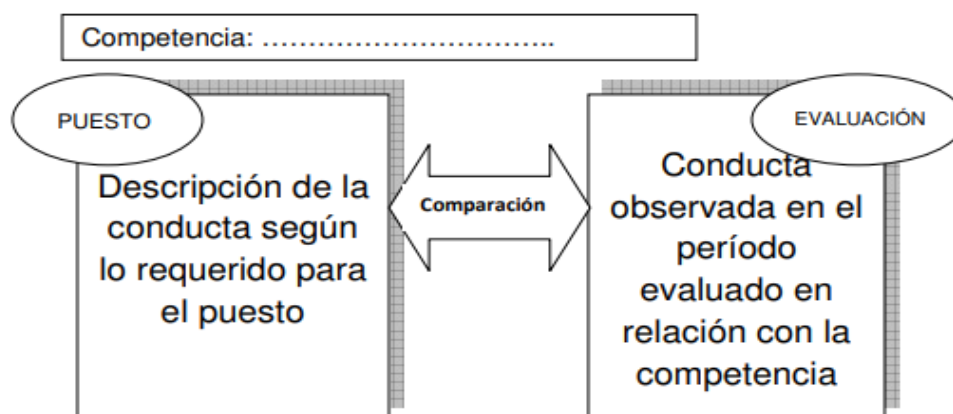 Competencia: ……………………………..
PUESTO
Descripción de la
conducta según
lo requerido para
el puesto
Comparación
EVALUACIÓN
Conducta
observada en el
período
evaluado en
relación con la
competencia